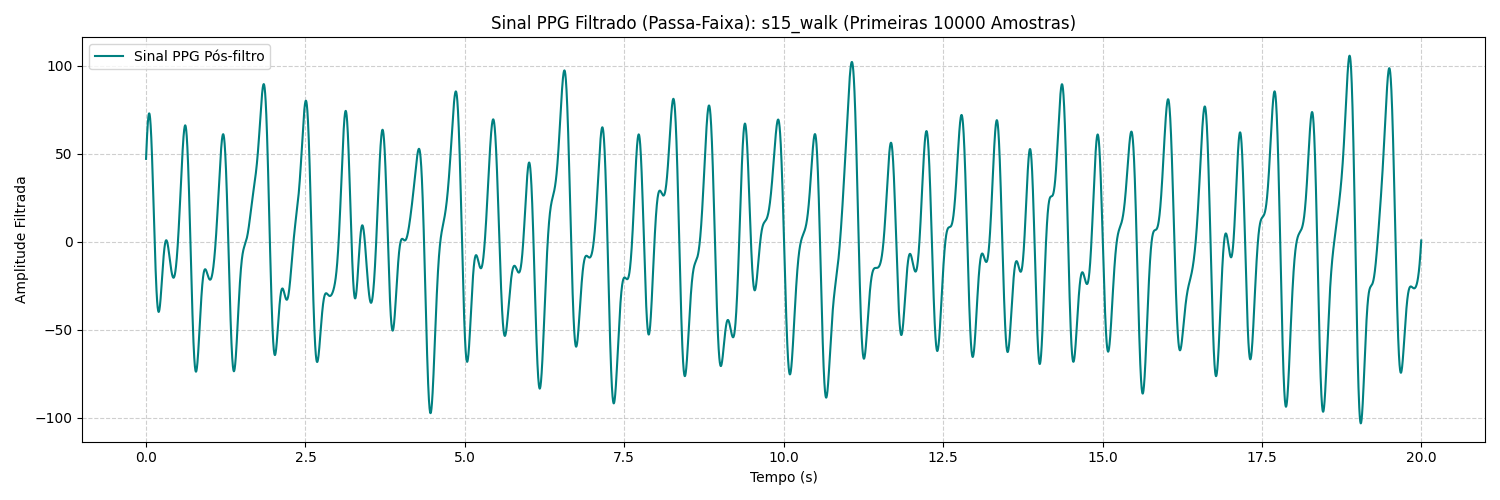 Sinal PPG Filtrado (Passa-Faixa): s15_walk (Primeiras 10000 Amostras)
Sinal PPG Pós-filtro
Amplitude Filtrada
100
50
0
−50
−100
0.0 2.5 5.0 7.5 10.0 12.5 15.0 17.5 20.0
Tempo (s)